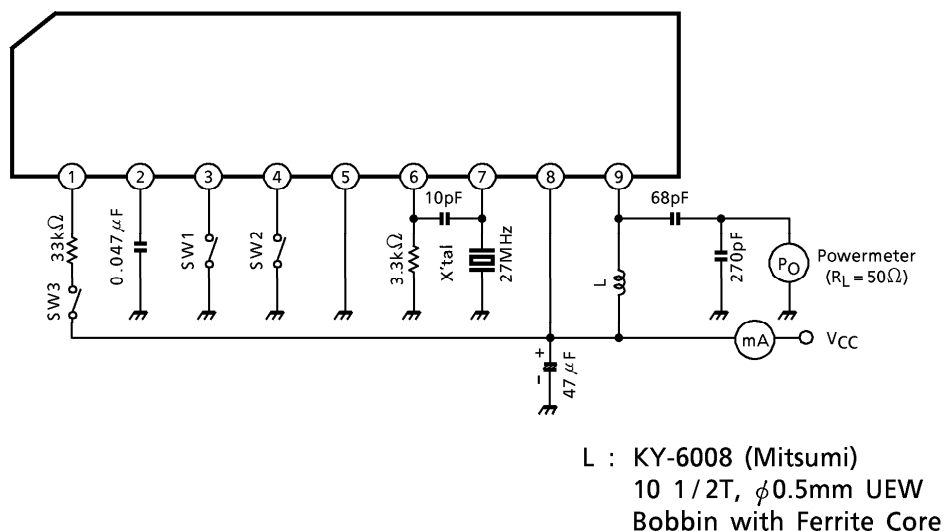 1 2 3 4 5 6 7 8 9
33kΩ
SW3
0.047μF
SW1
SW2
3.3kΩ
10pF
X'tal
27MHz
L
68pF
270pF
PO
Powermeter
(RL = 50Ω)
mA
VCC
+
−
47μF
L : KY-6008 (Mitsumi)
10 1/2T, ϕ0.5mm UEW
Bobbin with Ferrite Core